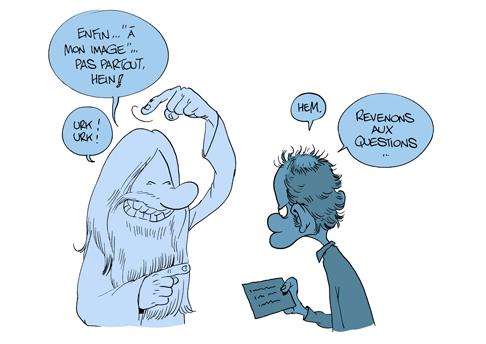 ENFIN... "À
MON IMAGE"...
PAS PARTOUT,
HEIN!
URK!
URK!
HEM.
REVENONS
AUX
QUESTIONS
...